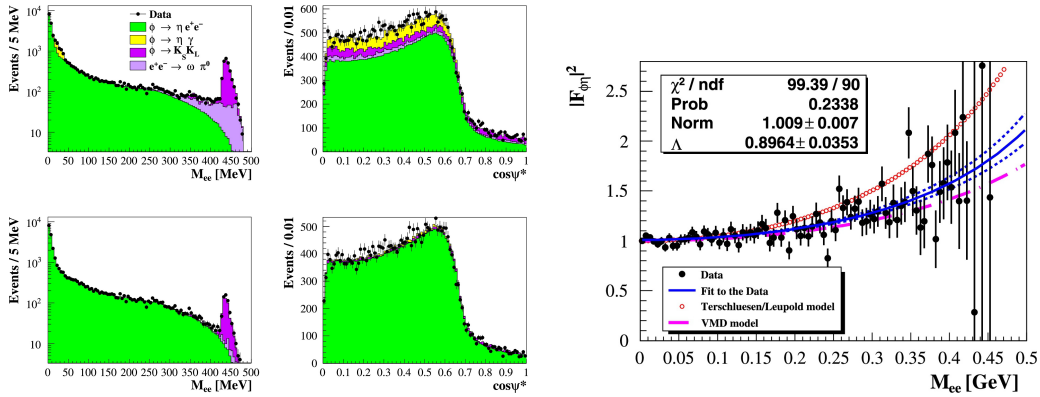 Events / 5 MeV
10⁴
10³
10²
10
Data
ϕ → η e⁺e⁻
ϕ → η γ
ϕ → K_S K_L
e⁺e⁻ → ω π⁰
0 50 100 150 200 250 300 350 400 450 500
M_ee [MeV]
Events / 0.01
600
500
400
300
200
100
0
0 0.1 0.2 0.3 0.4 0.5 0.6 0.7 0.8 0.9 1
cosψ*
Events / 5 MeV
10⁴
10³
10²
10
0 50 100 150 200 250 300 350 400 450 500
M_ee [MeV]
Events / 0.01
500
400
300
200
100
0
0 0.1 0.2 0.3 0.4 0.5 0.6 0.7 0.8 0.9 1
cosψ*
|F_ϕη|²
2.5
2
1.5
1
0.5
0
χ² / ndf 99.39 / 90
Prob 0.2338
Norm 1.009 ± 0.007
Λ 0.8964 ± 0.0353
Data
Fit to the Data
Terschluesen/Leupold model
VMD model
0 0.05 0.1 0.15 0.2 0.25 0.3 0.35 0.4 0.45 0.5
M_ee [GeV]